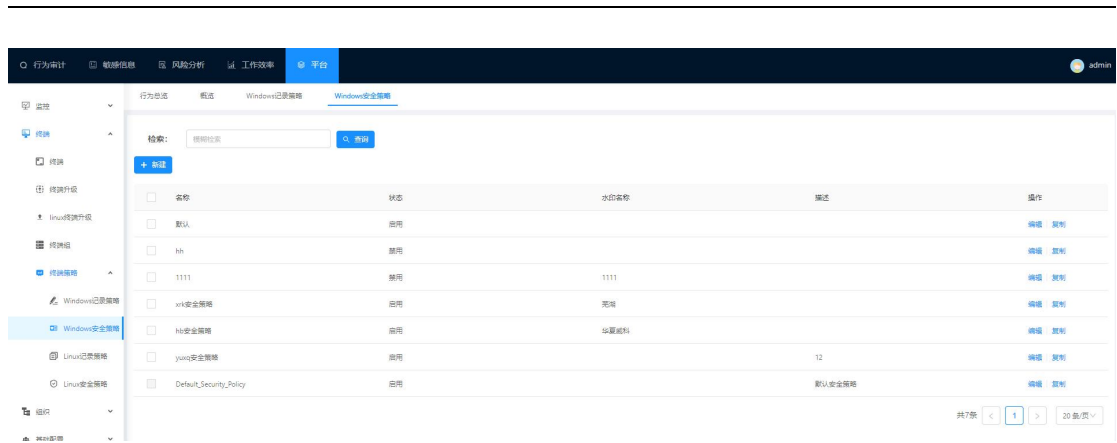 行为审计 敏感信息 风险分析 工作效率 平台 admin
监控
终端
终端
终端升级
linux终端升级
终端组
终端策略
Windows记录策略
Windows安全策略
Linux记录策略
Linux安全策略
组织
基础配置
行为总览 概览 Windows记录策略 Windows安全策略
检索： 模糊检索 查询
+ 新建
名称 状态 水印名称 描述 操作
默认 启用 编辑 复制
hh 禁用 编辑 复制
1111 禁用 1111 编辑 复制
xrk安全策略 启用 芜湖 编辑 复制
hb安全策略 启用 华夏威科 编辑 复制
yuxq安全策略 启用 12 编辑 复制
Default_Security_Policy 启用 默认安全策略 编辑 复制
共7条 < 1 > 20 条/页